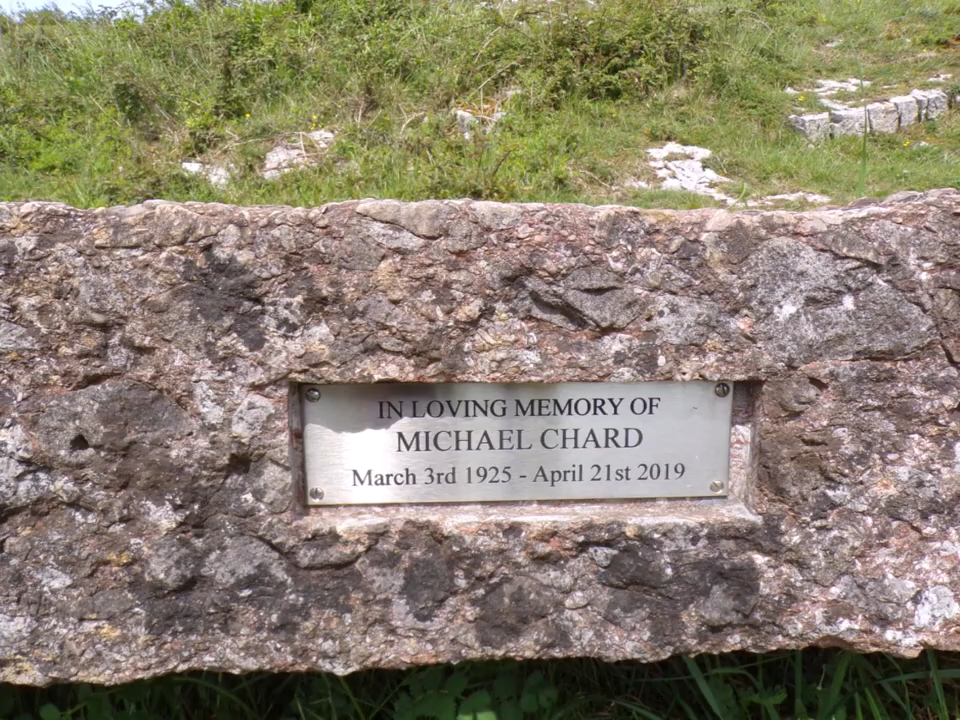 IN LOVING MEMORY OF
MICHAEL CHARD
March 3rd 1925 - April 21st 2019